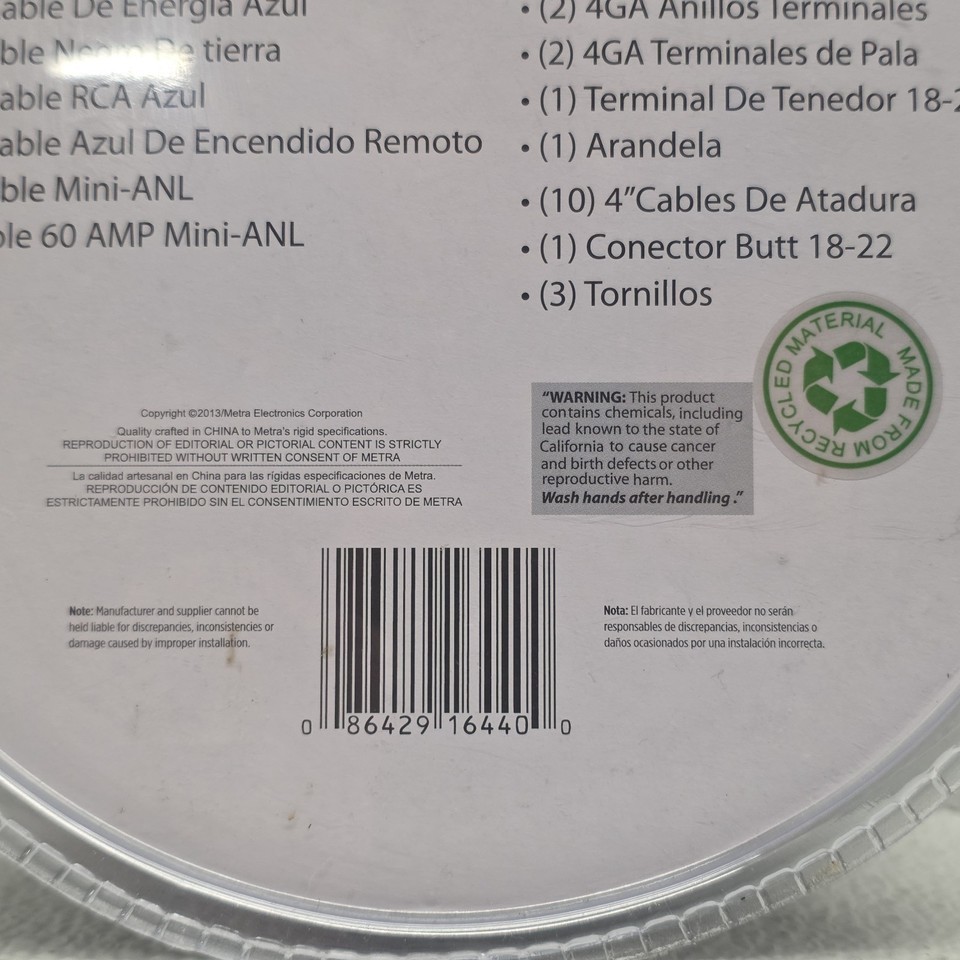 able De Energia Azul
ble Negro De tierra
able RCA Azul
able Azul De Encendido Remoto
ble Mini-ANL
ble 60 AMP Mini-ANL
• (2) 4GA Anillos Terminales
• (2) 4GA Terminales de Pala
• (1) Terminal De Tenedor 18-2
• (1) Arandela
• (10) 4”Cables De Atadura
• (1) Conector Butt 18-22
• (3) Tornillos
MADE FROM RECYCLED MATERIAL
Copyright ©2013/Metra Electronics Corporation
Quality crafted in CHINA to Metra's rigid specifications.
REPRODUCTION OF EDITORIAL OR PICTORIAL CONTENT IS STRICTLY
PROHIBITED WITHOUT WRITTEN CONSENT OF METRA
La calidad artesanal en China para las rígidas especificaciones de Metra.
REPRODUCCIÓN DE CONTENIDO EDITORIAL O PICTÓRICA ES
ESTRICTAMENTE PROHIBIDO SIN EL CONSENTIMIENTO ESCRITO DE METRA
“WARNING: This product
contains chemicals, including
lead known to the state of
California to cause cancer
and birth defects or other
reproductive harm.
Wash hands after handling .”
Note: Manufacturer and supplier cannot be
held liable for discrepancies, inconsistencies or
damage caused by improper installation.
0 86429 16440 0
Nota: El fabricante y el proveedor no serán
responsables de discrepancias, inconsistencias o
daños ocasionados por una instalación incorrecta.